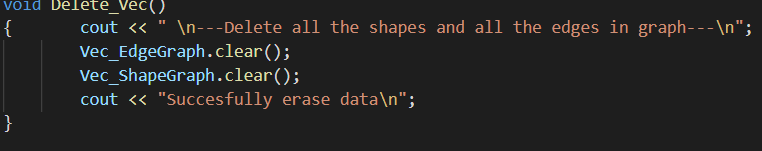 void Delete_Vec()
{       cout << " \n---Delete all the shapes and all the edges in graph---\n";
        Vec_EdgeGraph.clear();
        Vec_ShapeGraph.clear();
        cout << "Succesfully erase data\n";
}